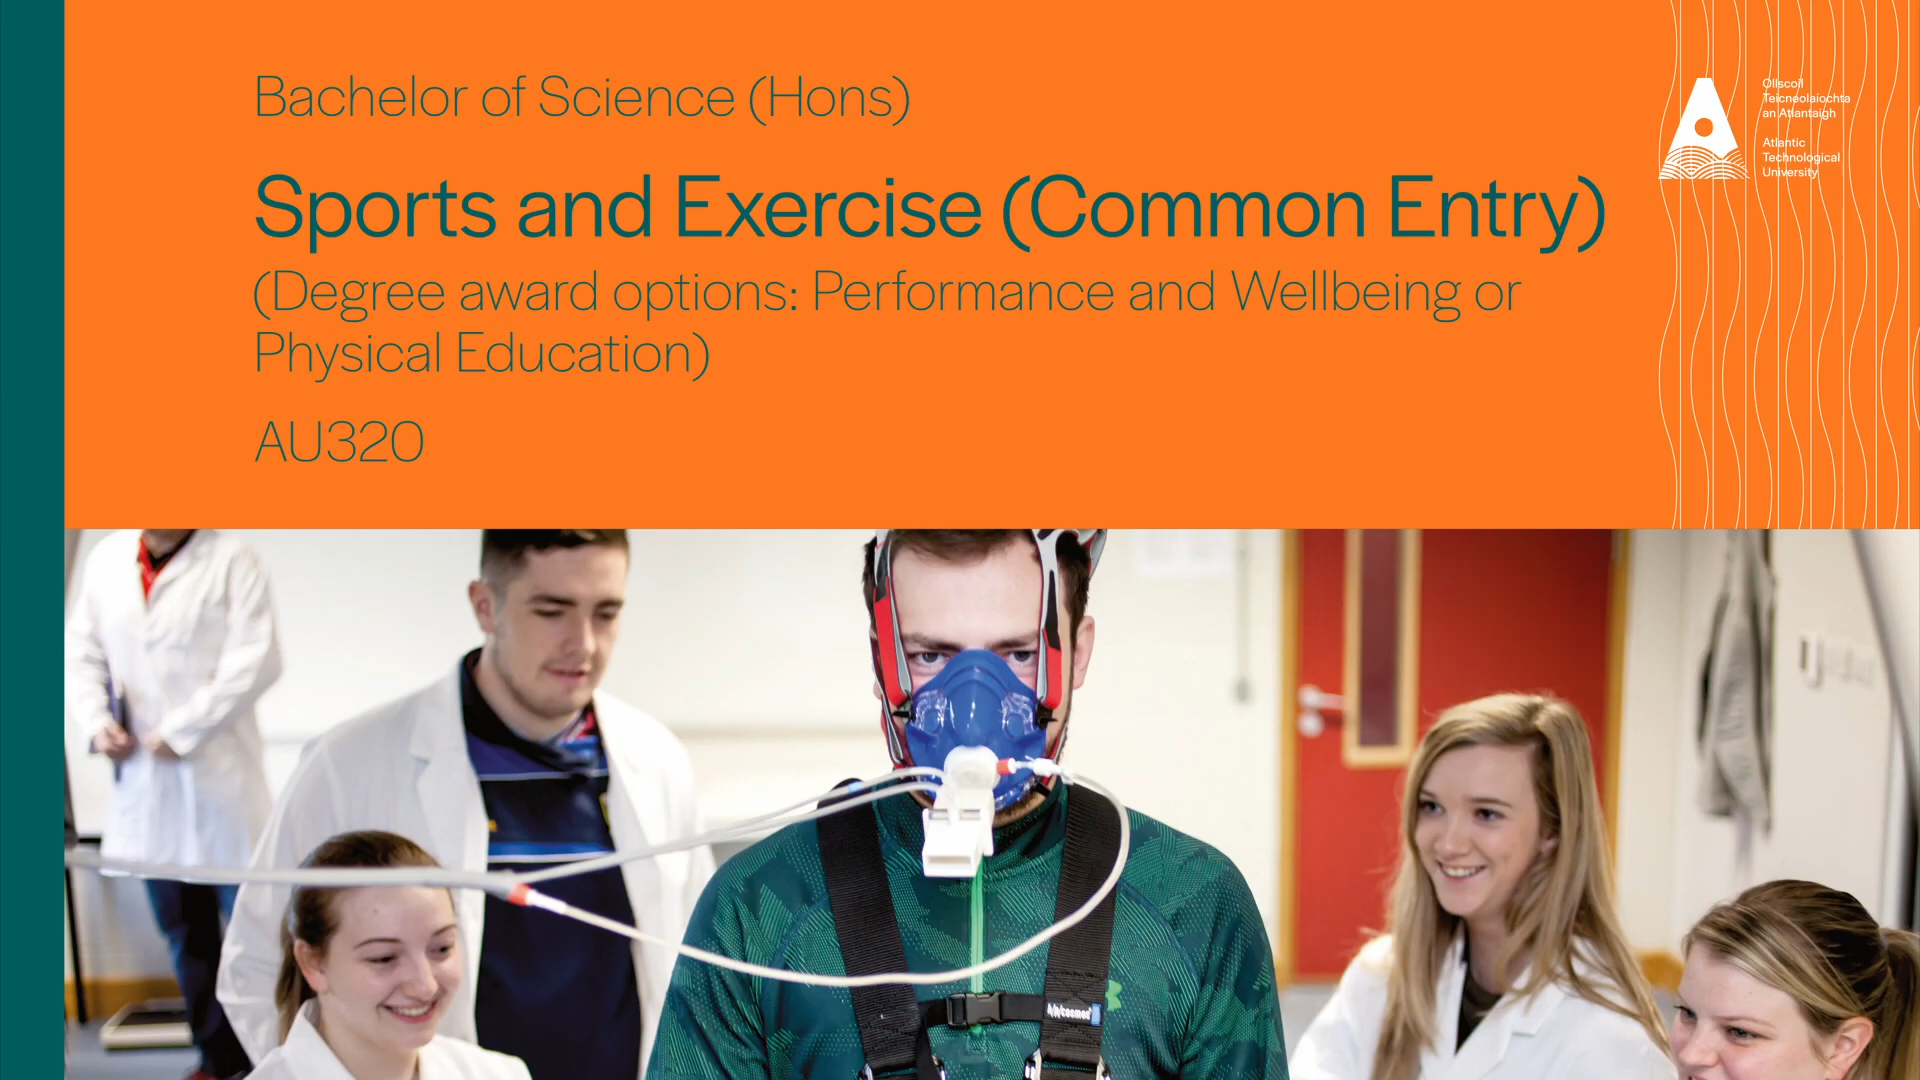 Bachelor of Science (Hons)
Sports and Exercise (Common Entry)
(Degree award options: Performance and Wellbeing or
Physical Education)
AU320
Ollscoil
Teicneolaíochta
an Atlantaigh
Atlantic
Technological
University
h/p/cosmos